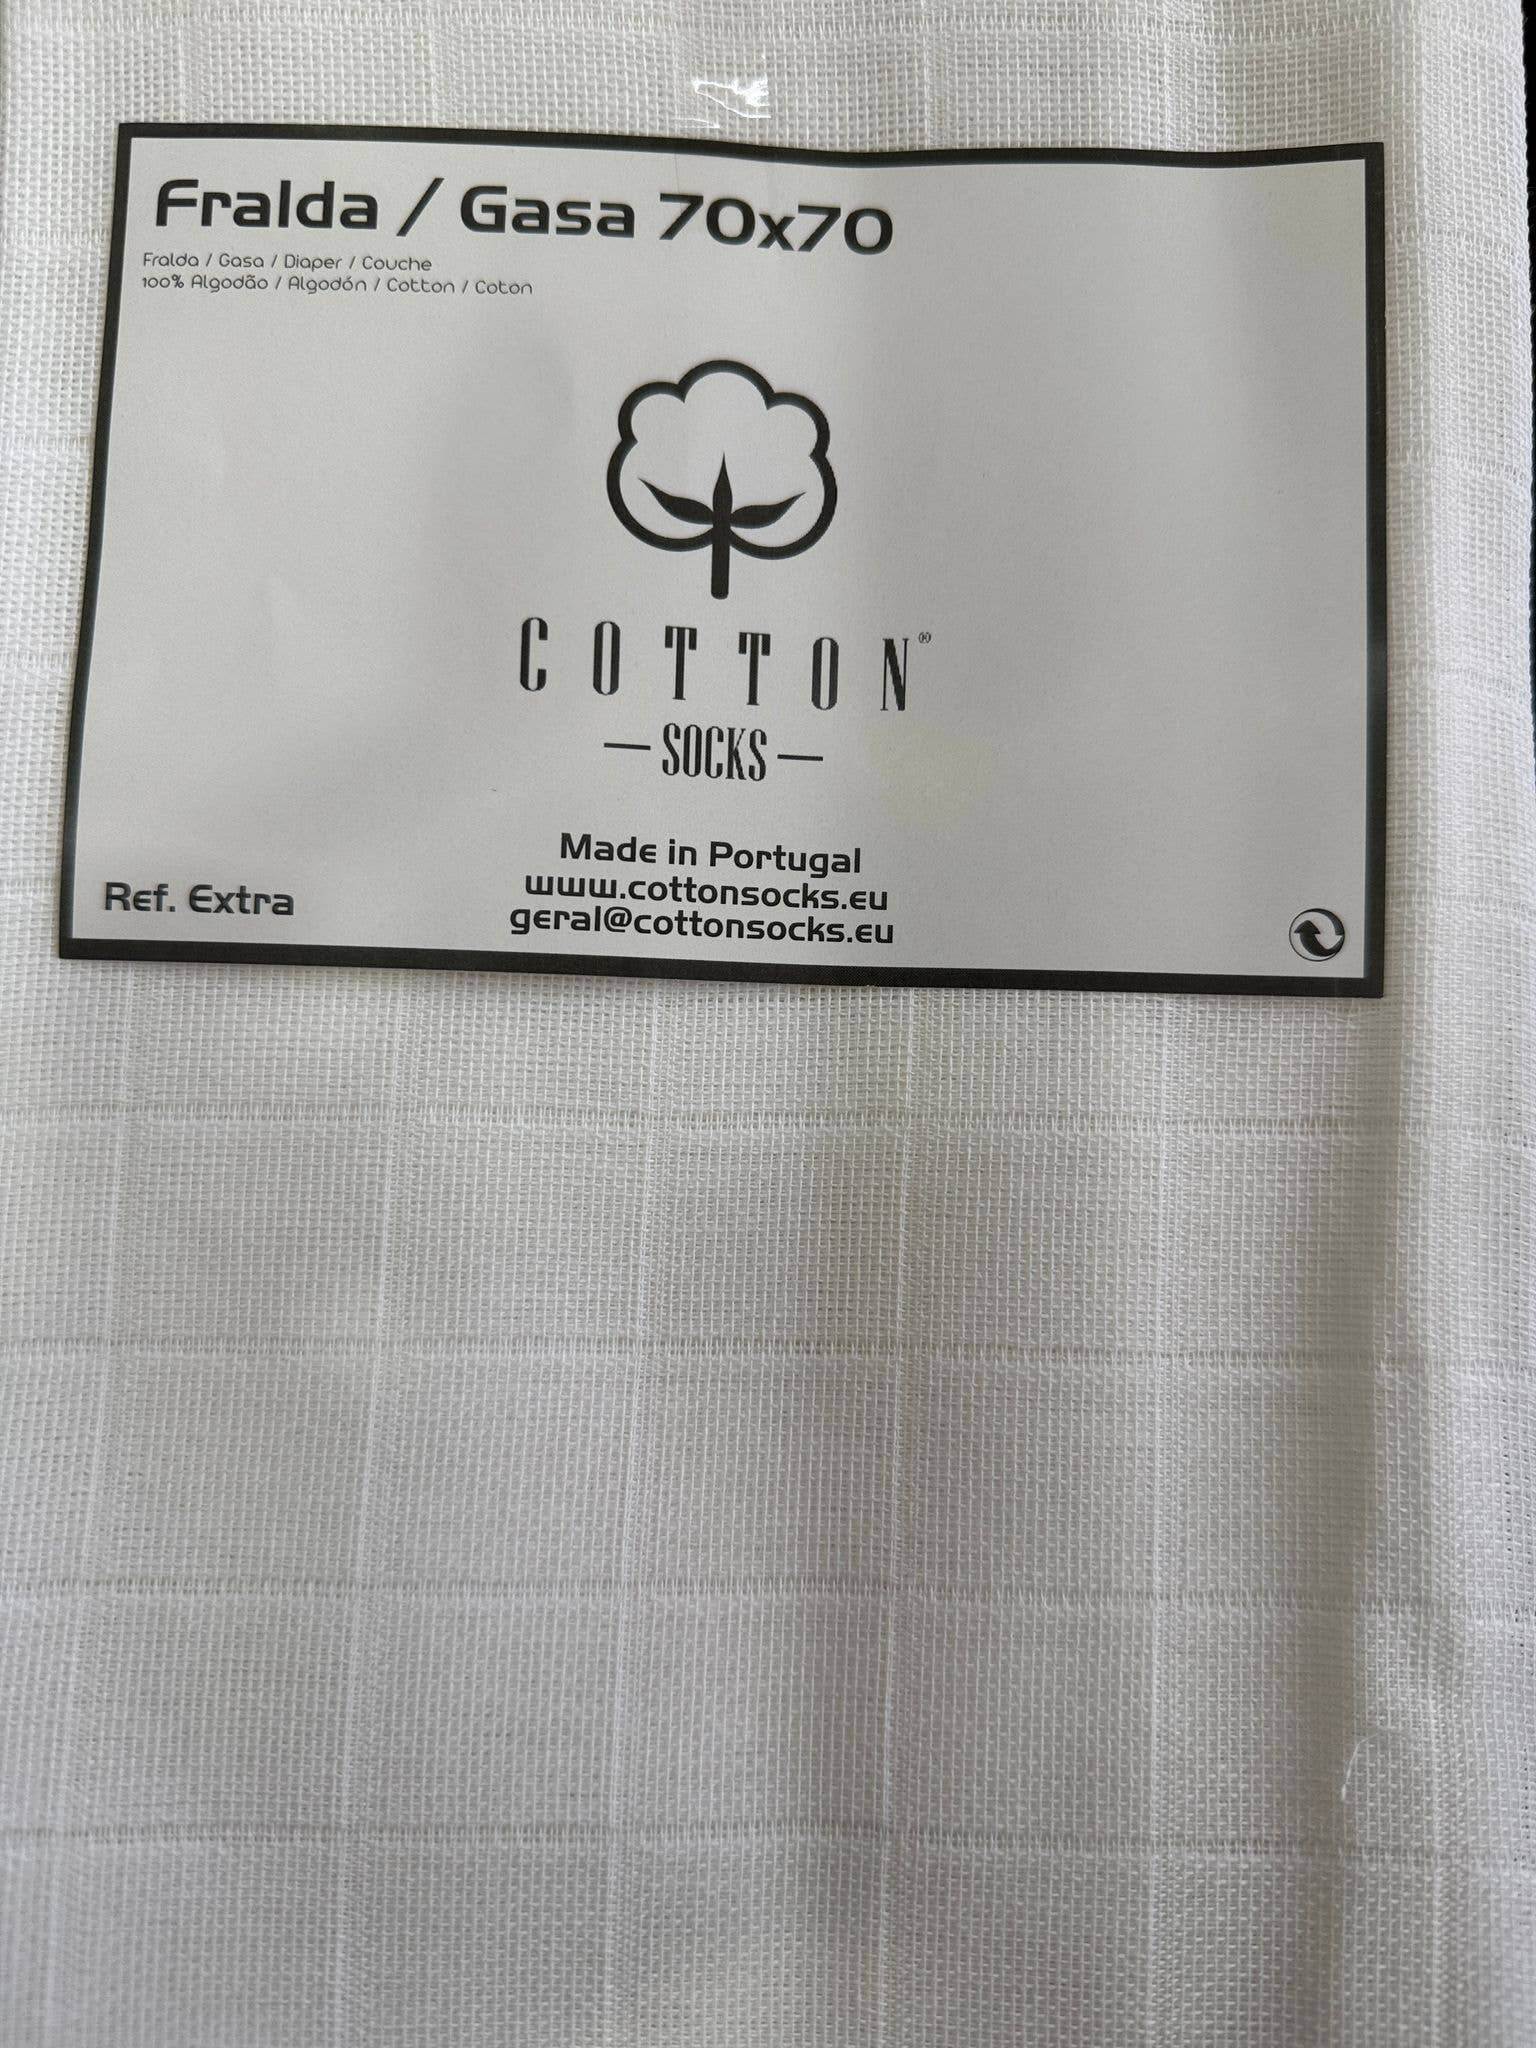 Fralda / Gasa 70x70
Fralda / Gasa / Diaper / Couche
100% Algodão / Algodón / Cotton / Coton
COTTON®
SOCKS
Made in Portugal
www.cottonsocks.eu
geral@cottonsocks.eu
Ref. Extra